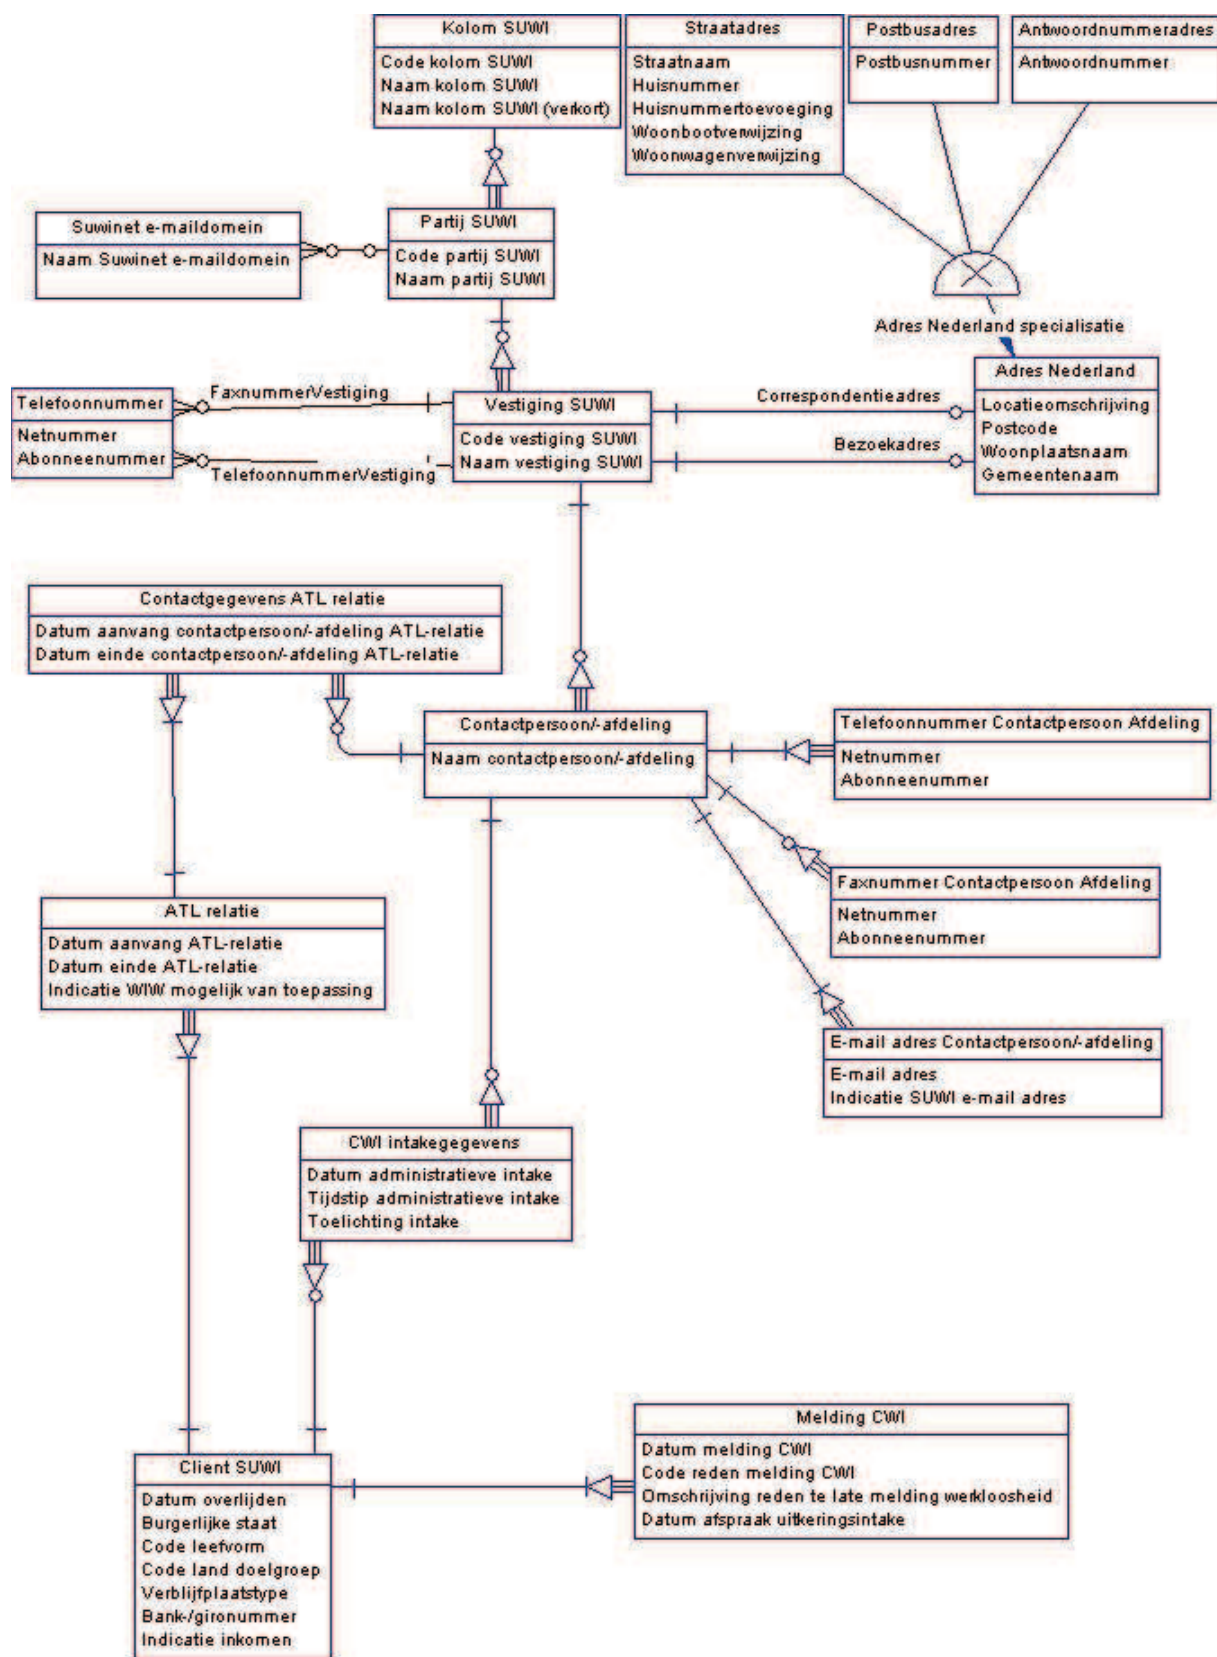 Kolom SUWI
Code kolom SUWI
Naam kolom SUWI
Naam kolom SUWI (verkort)
Straatadres
Straatnaam
Huisnummer
Huisnummertoevoeging
Woonbootverwijzing
Woonwagenverwijzing
Postbusadres
Postbusnummer
Antwoordnummeradres
Antwoordnummer
Suwinet e-maildomein
Naam Suwinet e-maildomein
Partij SUWI
Code partij SUWI
Naam partij SUWI
Adres Nederland specialisatie
Telefoonnummer
Netnummer
Abonneenummer
FaxnummerVestiging
TelefoonnummerVestiging
Vestiging SUWI
Code vestiging SUWI
Naam vestiging SUWI
Correspondentieadres
Bezoekadres
Adres Nederland
Locatieomschrijving
Postcode
Woonplaatsnaam
Gemeentenaam
Contactgegevens ATL relatie
Datum aanvang contactpersoon/-afdeling ATL-relatie
Datum einde contactpersoon/-afdeling ATL-relatie
Contactpersoon/-afdeling
Naam contactpersoon/-afdeling
Telefoonnummer Contactpersoon Afdeling
Netnummer
Abonneenummer
Faxnummer Contactpersoon Afdeling
Netnummer
Abonneenummer
ATL relatie
Datum aanvang ATL-relatie
Datum einde ATL-relatie
Indicatie WIW mogelijk van toepassing
E-mail adres Contactpersoon/-afdeling
E-mail adres
Indicatie SUWI e-mail adres
CWI intakegegevens
Datum administratieve intake
Tijdstip administratieve intake
Toelichting intake
Melding CWI
Datum melding CWI
Code reden melding CWI
Omschrijving reden te late melding werkloosheid
Datum afspraak uitkeringsintake
Client SUWI
Datum overlijden
Burgerlijke staat
Code leefvorm
Code land doelgroep
Verblijfplaatstype
Bank-/gironummer
Indicatie inkomen